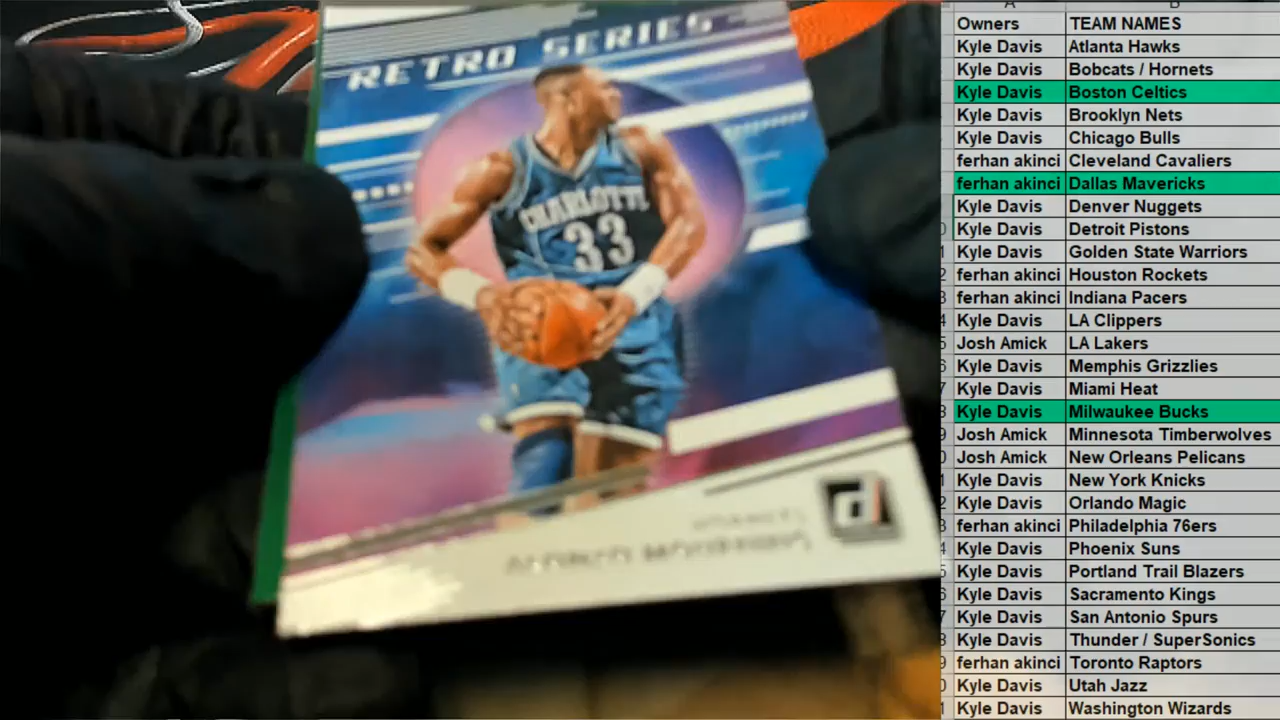 RETRO SERIES
CHARLOTTE
33
d
ALONZO MOURNING
A B
Owners TEAM NAMES
Kyle Davis Atlanta Hawks
Kyle Davis Bobcats / Hornets
Kyle Davis Boston Celtics
Kyle Davis Brooklyn Nets
Kyle Davis Chicago Bulls
ferhan akinci Cleveland Cavaliers
ferhan akinci Dallas Mavericks
Kyle Davis Denver Nuggets
Kyle Davis Detroit Pistons
Kyle Davis Golden State Warriors
ferhan akinci Houston Rockets
ferhan akinci Indiana Pacers
Kyle Davis LA Clippers
Josh Amick LA Lakers
Kyle Davis Memphis Grizzlies
Kyle Davis Miami Heat
Kyle Davis Milwaukee Bucks
Josh Amick Minnesota Timberwolves
Josh Amick New Orleans Pelicans
Kyle Davis New York Knicks
Kyle Davis Orlando Magic
ferhan akinci Philadelphia 76ers
Kyle Davis Phoenix Suns
Kyle Davis Portland Trail Blazers
Kyle Davis Sacramento Kings
Kyle Davis San Antonio Spurs
Kyle Davis Thunder / SuperSonics
ferhan akinci Toronto Raptors
Kyle Davis Utah Jazz
Kyle Davis Washington Wizards